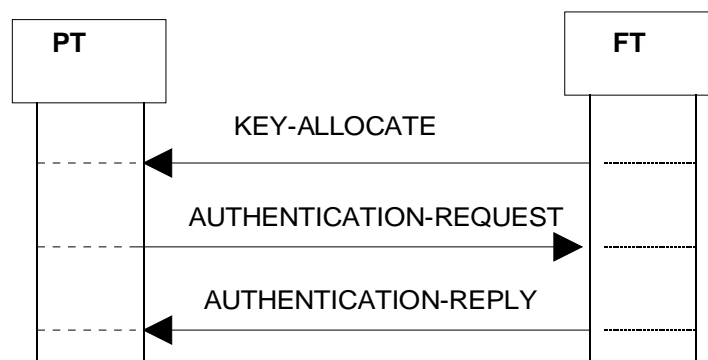 PT
FT
KEY-ALLOCATE
AUTHENTICATION-REQUEST
AUTHENTICATION-REPLY